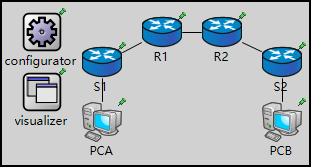 R1
R2
configurator
S1
S2
visualizer
PCA
PCB